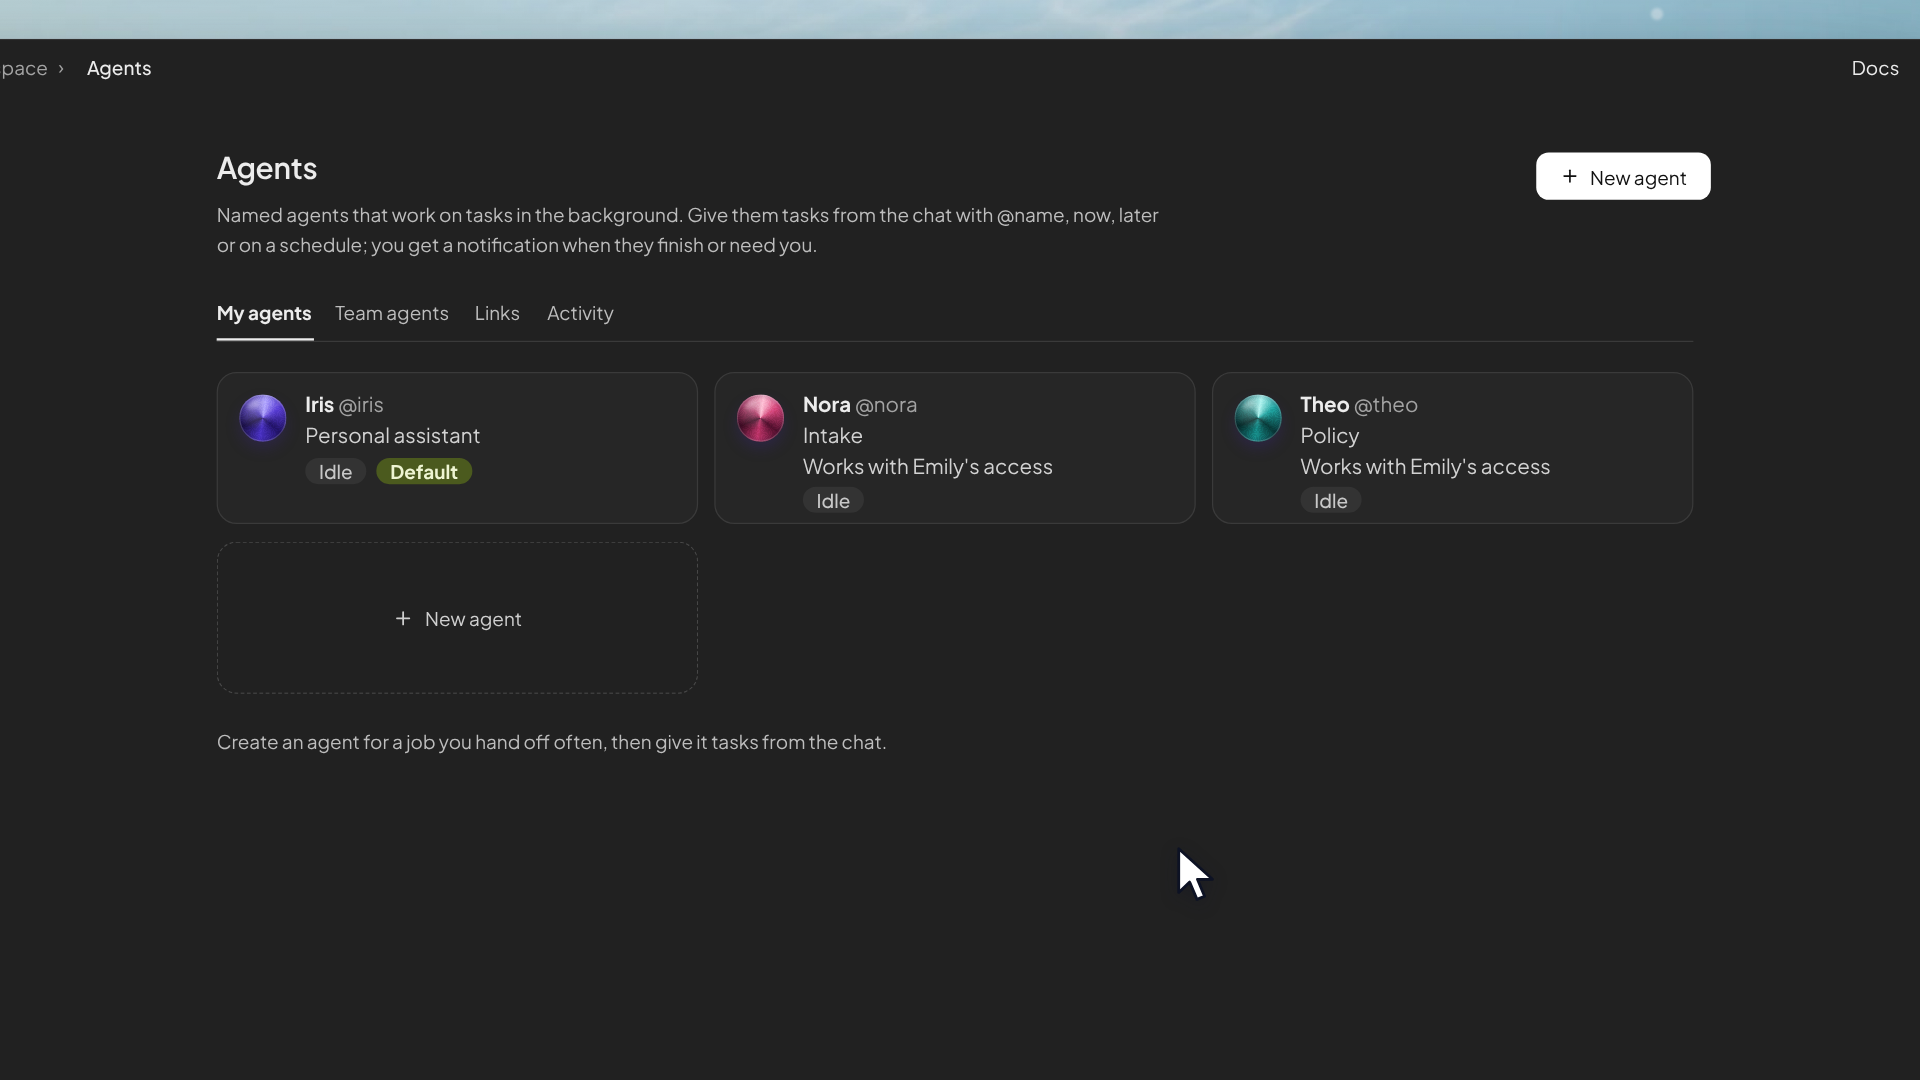 space › Agents
Docs
Agents
+ New agent
Named agents that work on tasks in the background. Give them tasks from the chat with @name, now, later
or on a schedule; you get a notification when they finish or need you.
My agents Team agents Links Activity
Iris @iris
Personal assistant
Idle Default
Nora @nora
Intake
Works with Emily's access
Idle
Theo @theo
Policy
Works with Emily's access
Idle
+ New agent
Create an agent for a job you hand off often, then give it tasks from the chat.